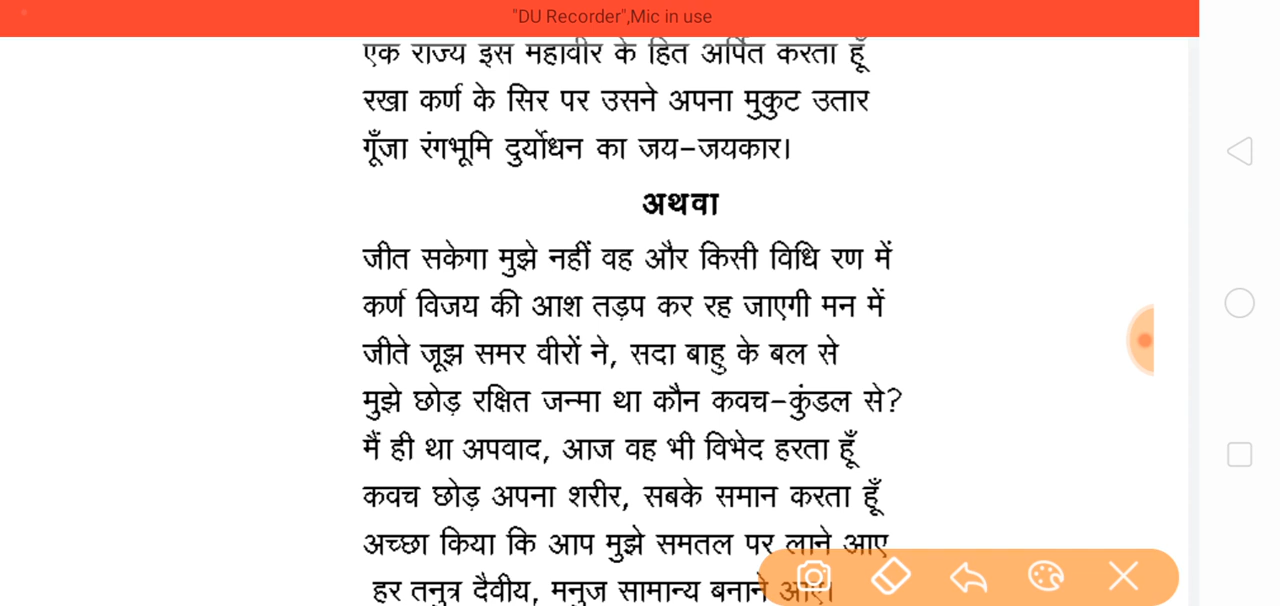 "DU Recorder",Mic in use
एक राज्य इस महावीर के हित अर्पित करता हूँ
रखा कर्ण के सिर पर उसने अपना मुकुट उतार
गूँजा रंगभूमि दुर्योधन का जय-जयकार।
अथवा
जीत सकेगा मुझे नहीं वह और किसी विधि रण में
कर्ण विजय की आश तड़प कर रह जाएगी मन में
जीते जूझ समर वीरों ने, सदा बाहु के बल से
मुझे छोड़ रक्षित जन्मा था कौन कवच-कुंडल से?
मैं ही था अपवाद, आज वह भी विभेद हरता हूँ
कवच छोड़ अपना शरीर, सबके समान करता हूँ
अच्छा किया कि आप मुझे समतल पर लाने आए
हर तनुत्र दैवीय, मनुज सामान्य बनाने आए।